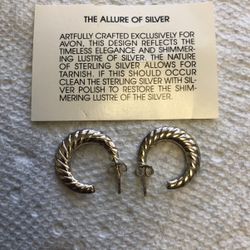 THE ALLURE OF SILVER
ARTFULLY CRAFTED EXCLUSIVELY FOR
AVON, THIS DESIGN REFLECTS THE
TIMELESS ELEGANCE AND SHIMMER-
ING LUSTRE OF SILVER. THE NATURE
OF STERLING SILVER ALLOWS FOR
TARNISH. IF THIS SHOULD OCCUR
CLEAN THE STERLING SILVER WITH SIL-
VER POLISH TO RESTORE THE SHIM-
MERING LUSTRE OF THE SILVER.